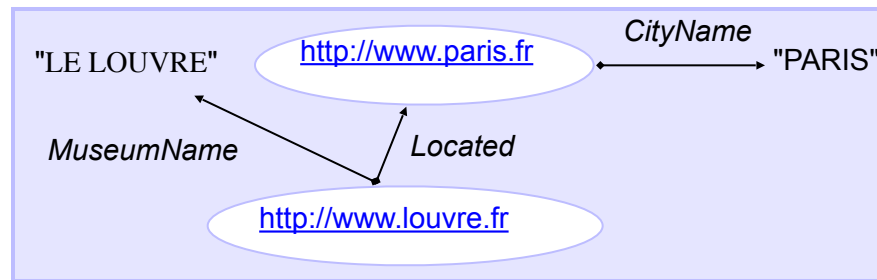 CityName
"LE LOUVRE"
http://www.paris.fr
"PARIS"
MuseumName
Located
http://www.louvre.fr